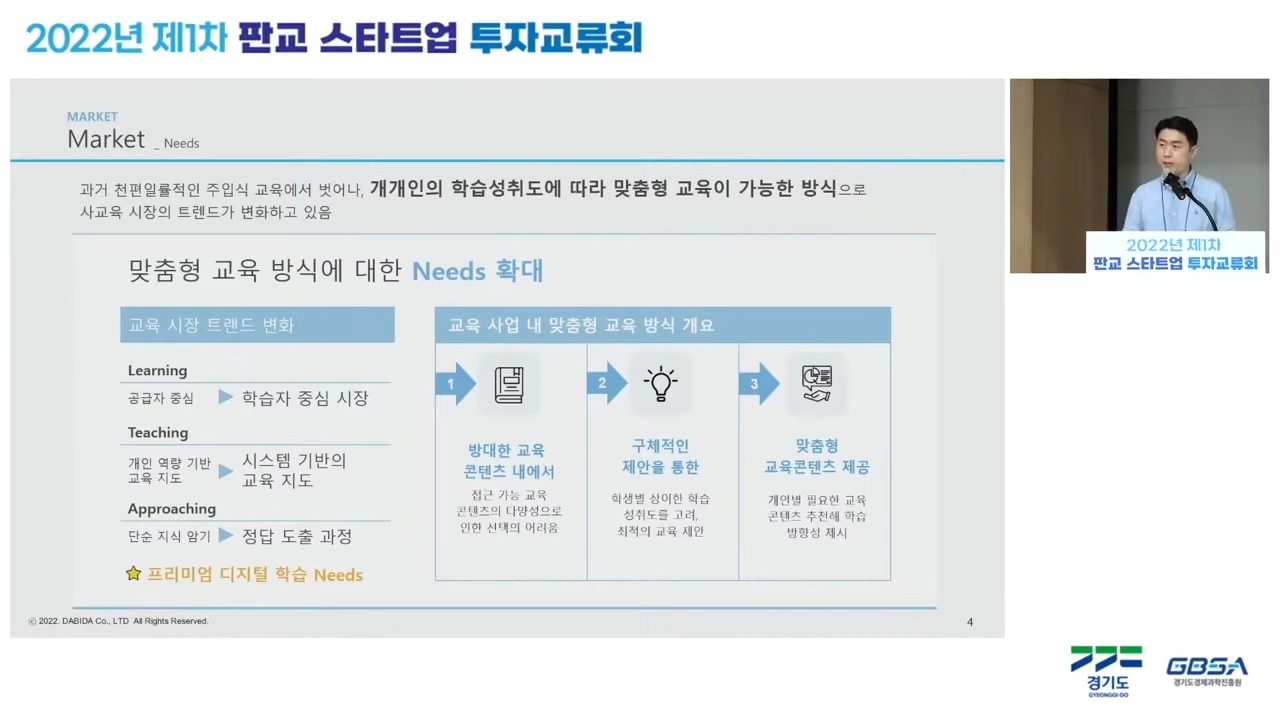 2022년 제1차 판교 스타트업 투자교류회
MARKET
Market _ Needs
과거 천편일률적인 주입식 교육에서 벗어나, 개개인의 학습성취도에 따라 맞춤형 교육이 가능한 방식으로
사교육 시장의 트렌드가 변화하고 있음
맞춤형 교육 방식에 대한 Needs 확대
교육 시장 트랜드 변화
Learning
공급자 중심 학습자 중심 시장
Teaching
개인 역량 기반
교육 지도
시스템 기반의
교육 지도
Approaching
단순 지식 암기 정답 도출 과정
프리미엄 디지털 학습 Needs
교육 사업 내 맞춤형 교육 방식 개요
1
방대한 교육
콘텐츠 내에서
접근 가능 교육
콘텐츠의 다양성으로
인한 선택의 어려움
2
구체적인
제안을 통한
학생별 상이한 학습
성취도를 고려,
최적의 교육 제안
3
맞춤형
교육콘텐츠 제공
개인별 필요한 교육
콘텐츠 추천해 학습
방향성 제시
ⓒ 2022. DABIDA Co., LTD All Rights Reserved.
4
2022년 제1차
판교 스타트업 투자교류회
경기도
GYEONGGI-DO
GBSA
경기도경제과학진흥원